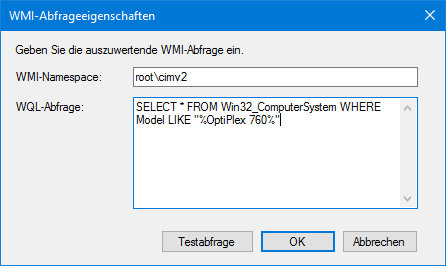 WMI-Abfrageeigenschaften
Geben Sie die auszuwertende WMI-Abfrage ein.
WMI-Namespace: root\cimv2
WQL-Abfrage: SELECT * FROM Win32_ComputerSystem WHERE
Model LIKE "%OptiPlex 760%"
Testabfrage OK Abbrechen